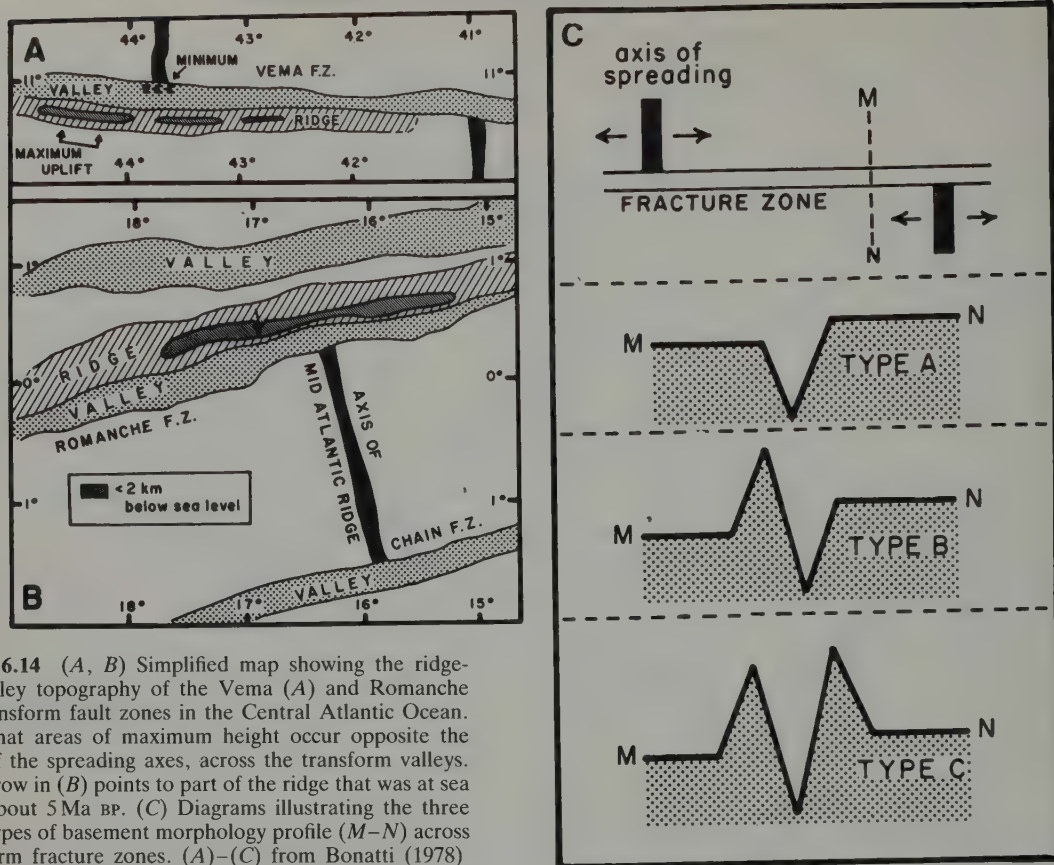 A
44° 43° 42° 41°
MINIMUM
VEMA F.Z.
11° 11°
VALLEY
RIDGE
MAXIMUM
UPLIFT
44° 43° 42°
18° 17° 16° 15°
1° 1°
VALLEY
RIDGE
0° 0°
VALLEY
ROMANCHE F.Z.
AXIS OF
MID ATLANTIC RIDGE
<2 km
below sea level
1° 1°
CHAIN F.Z.
VALLEY
B
18° 17° 16° 15°
C
axis of
spreading
M
FRACTURE ZONE
N
M N
TYPE A
M N
TYPE B
M N
TYPE C
6.14 (A, B) Simplified map showing the ridge-
ley topography of the Vema (A) and Romanche
nsform fault zones in the Central Atlantic Ocean.
hat areas of maximum height occur opposite the
f the spreading axes, across the transform valleys.
row in (B) points to part of the ridge that was at sea
bout 5 Ma BP. (C) Diagrams illustrating the three
ypes of basement morphology profile (M–N) across
rm fracture zones. (A)–(C) from Bonatti (1978)